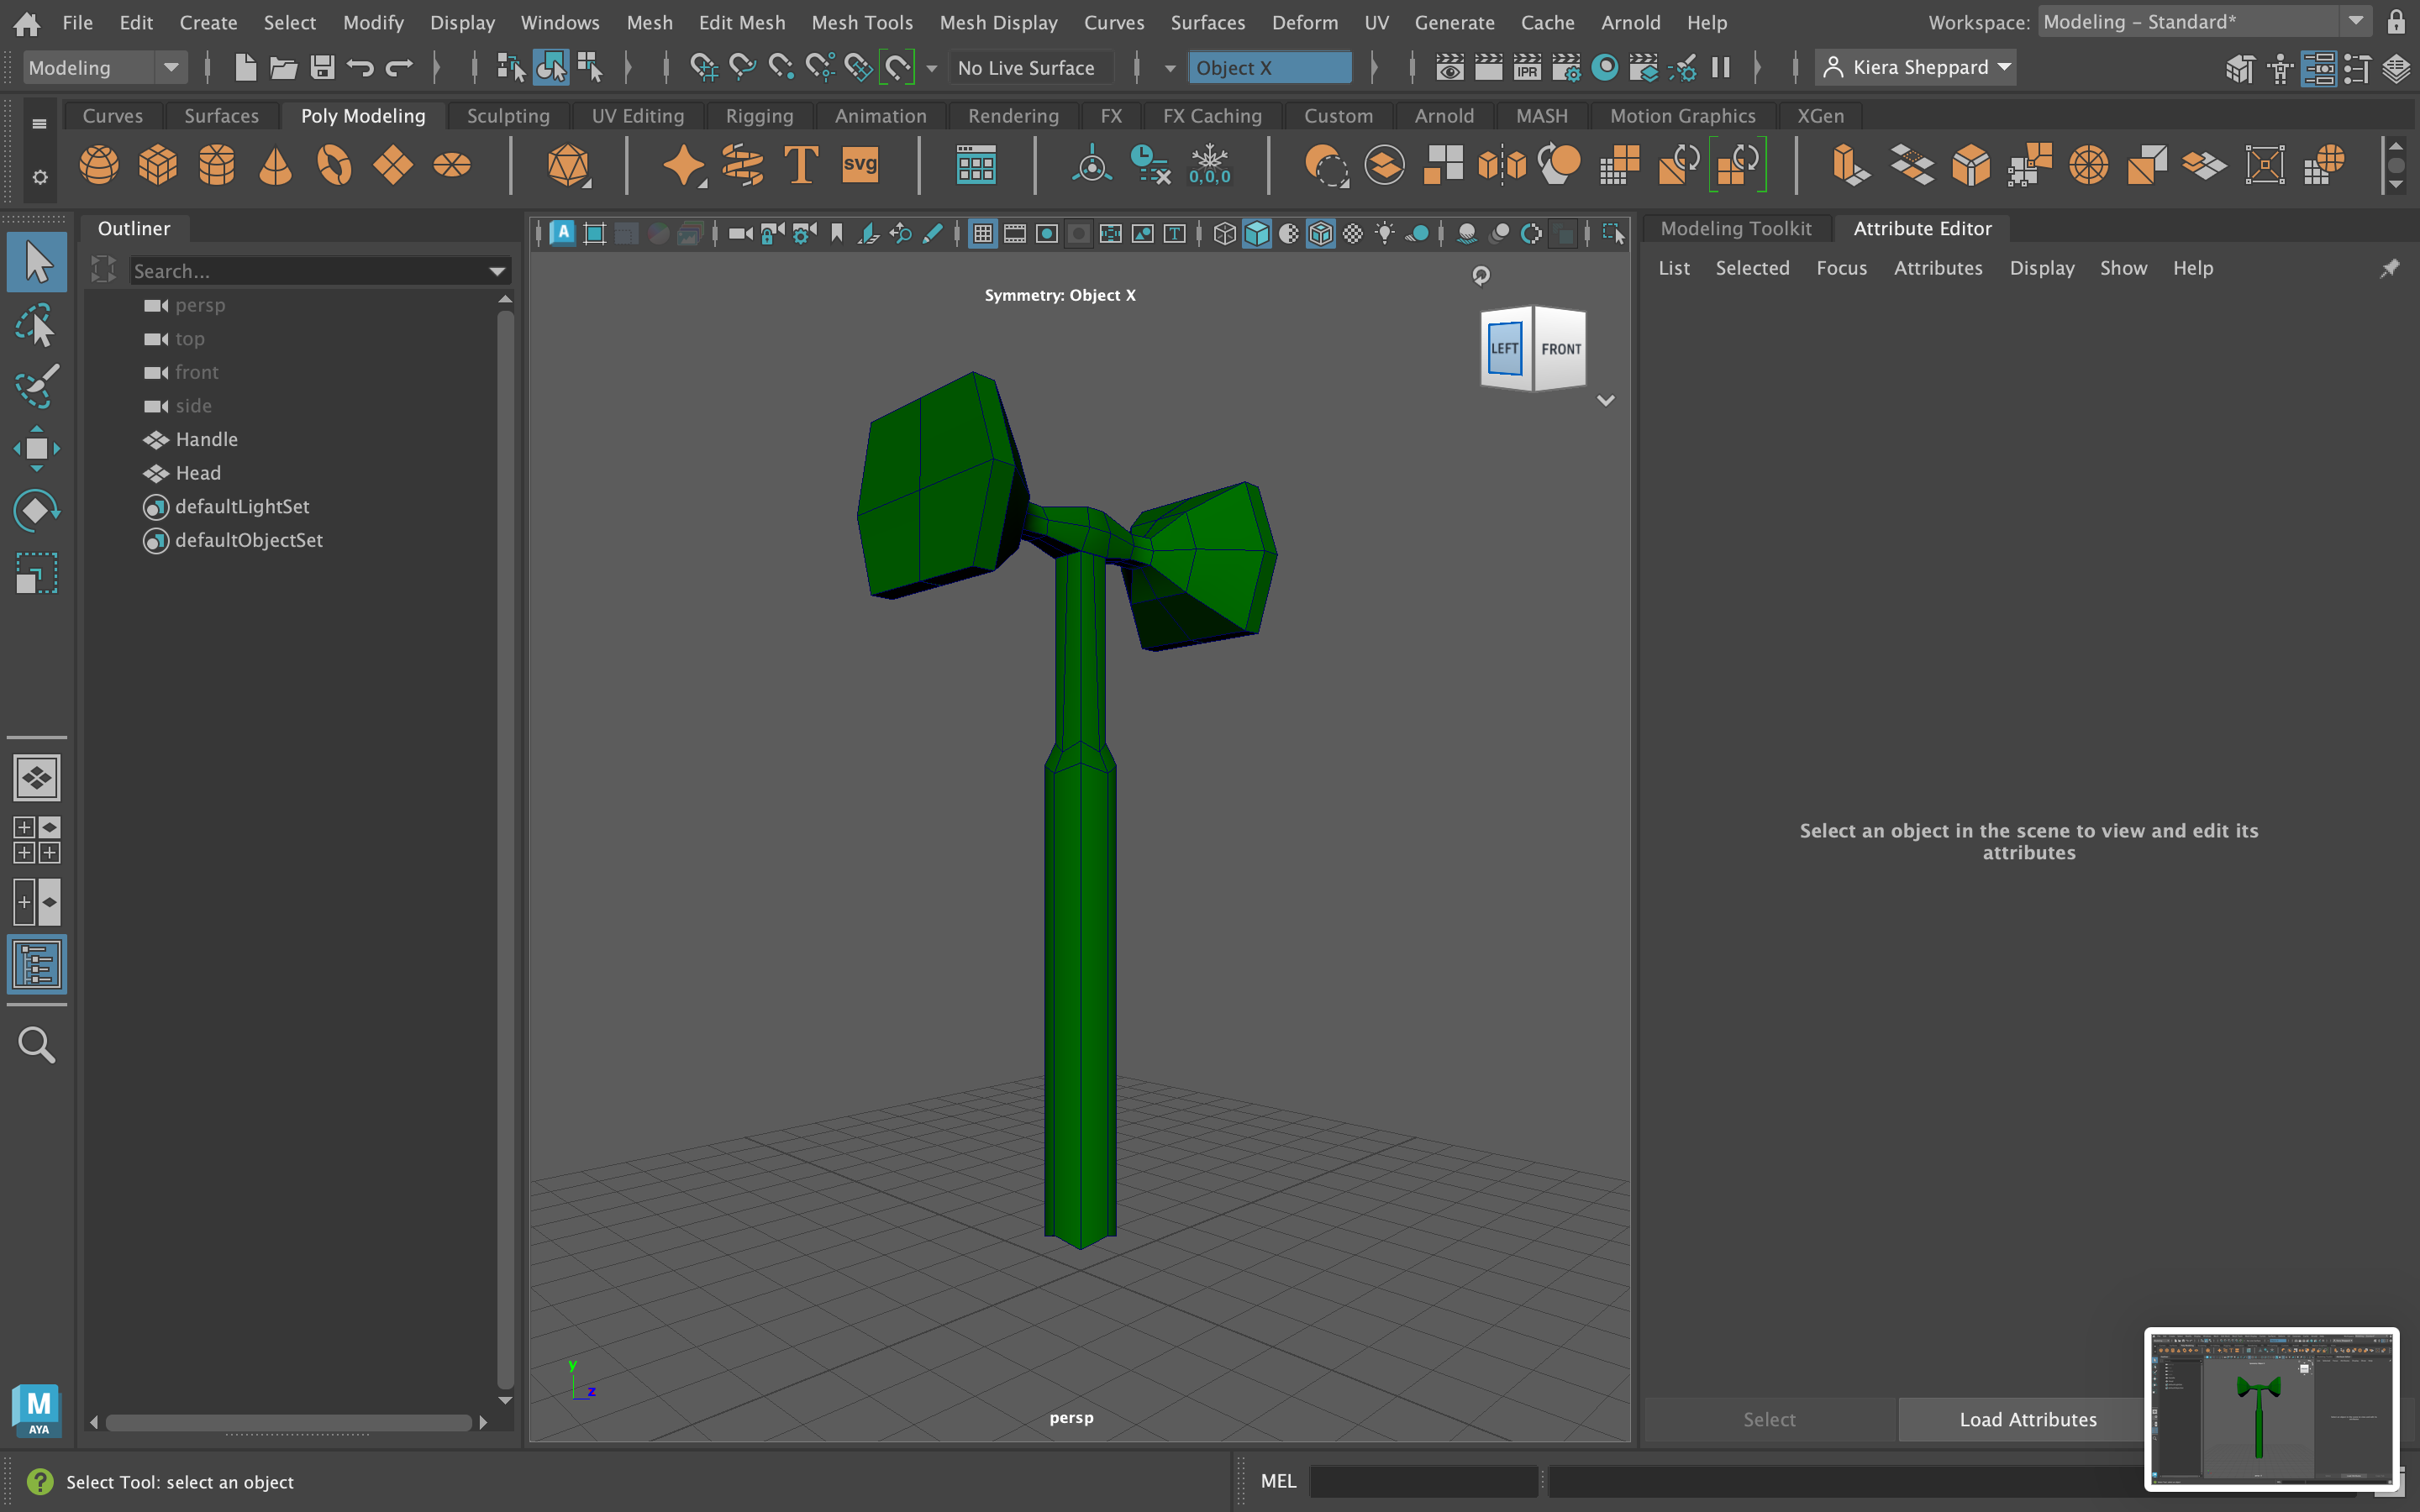 File Edit Create Select Modify Display Windows Mesh Edit Mesh Mesh Tools Mesh Display Curves Surfaces Deform UV Generate Cache Arnold Help Workspace: Modeling - Standard*
Modeling No Live Surface Object X IPR Kiera Sheppard
Curves Surfaces Poly Modeling Sculpting UV Editing Rigging Animation Rendering FX FX Caching Custom Arnold MASH Motion Graphics XGen
T svg 0,0,0
Outliner
Modeling Toolkit Attribute Editor
A T
List Selected Focus Attributes Display Show Help
Search...
Symmetry: Object X
persp
top
front
side
Handle
Head
defaultLightSet
defaultObjectSet
LEFT FRONT
Select an object in the scene to view and edit its
attributes
y
z
persp
M
AYA
Select Load Attributes
Select Tool: select an object
MEL